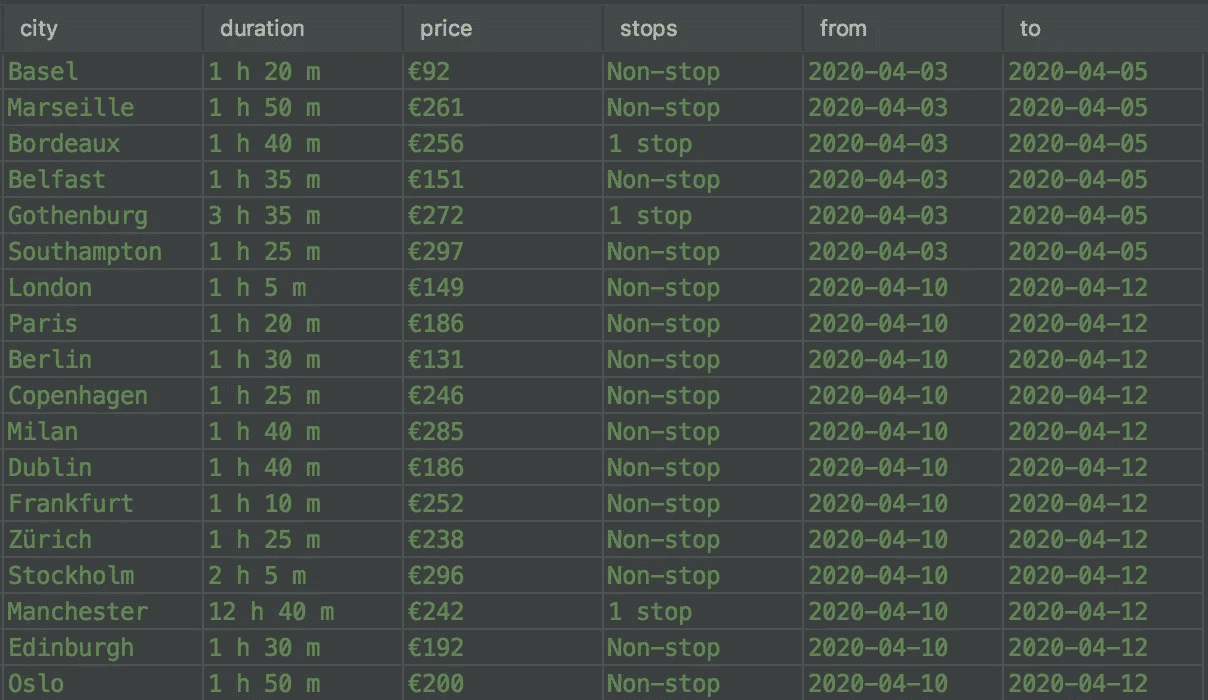 city duration price stops from to
Basel 1 h 20 m €92 Non-stop 2020-04-03 2020-04-05
Marseille 1 h 50 m €261 Non-stop 2020-04-03 2020-04-05
Bordeaux 1 h 40 m €256 1 stop 2020-04-03 2020-04-05
Belfast 1 h 35 m €151 Non-stop 2020-04-03 2020-04-05
Gothenburg 3 h 35 m €272 1 stop 2020-04-03 2020-04-05
Southampton 1 h 25 m €297 Non-stop 2020-04-03 2020-04-05
London 1 h 5 m €149 Non-stop 2020-04-10 2020-04-12
Paris 1 h 20 m €186 Non-stop 2020-04-10 2020-04-12
Berlin 1 h 30 m €131 Non-stop 2020-04-10 2020-04-12
Copenhagen 1 h 25 m €246 Non-stop 2020-04-10 2020-04-12
Milan 1 h 40 m €285 Non-stop 2020-04-10 2020-04-12
Dublin 1 h 40 m €186 Non-stop 2020-04-10 2020-04-12
Frankfurt 1 h 10 m €252 Non-stop 2020-04-10 2020-04-12
Zürich 1 h 25 m €238 Non-stop 2020-04-10 2020-04-12
Stockholm 2 h 5 m €296 Non-stop 2020-04-10 2020-04-12
Manchester 12 h 40 m €242 1 stop 2020-04-10 2020-04-12
Edinburgh 1 h 30 m €192 Non-stop 2020-04-10 2020-04-12
Oslo 1 h 50 m €200 Non-stop 2020-04-10 2020-04-12